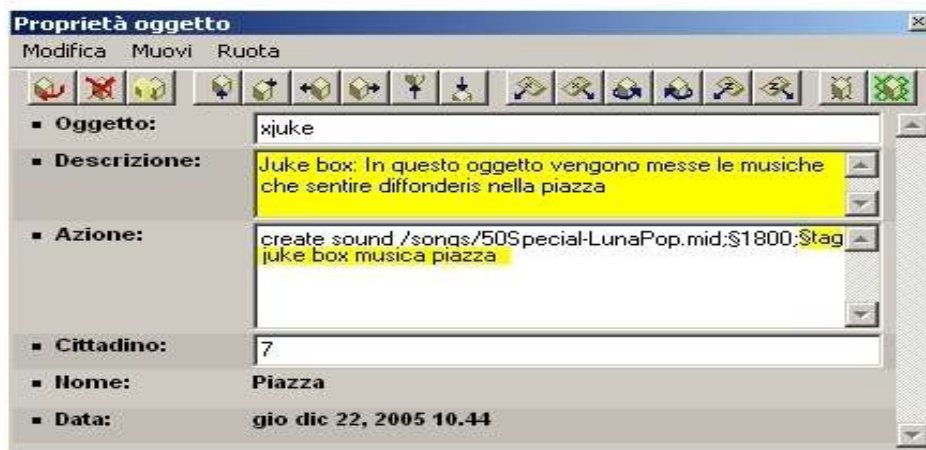 Proprietà oggetto
Modifica Muovi Ruota
Oggetto: xjuke
Descrizione: Juke box: In questo oggetto vengono messe le musiche
che sentire diffonderis nella piazza
Azione: create sound /songs/50Special-LunaPop.mid;§1800;§tag
juke box musica piazza
Cittadino: 7
Nome: Piazza
Data: gio dic 22, 2005 10.44